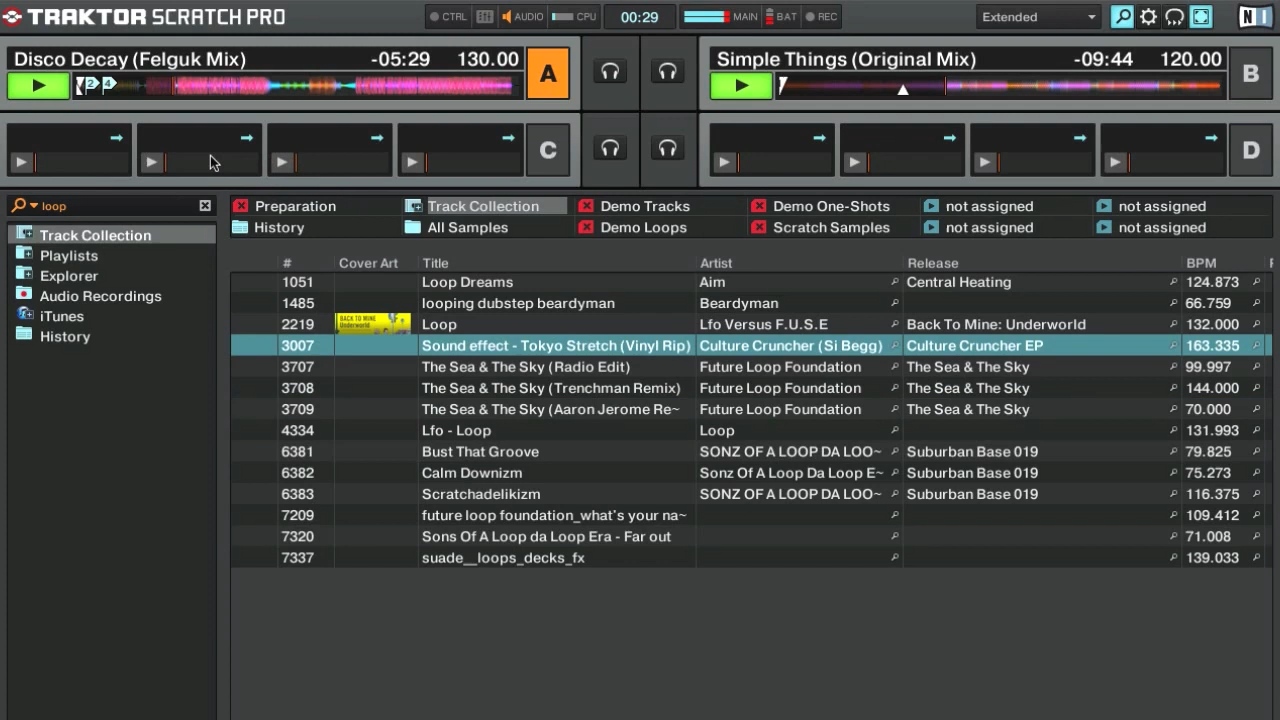 TRAKTOR SCRATCH PRO
CTRL AUDIO CPU 00:29 MAIN BAT REC Extended
Disco Decay (Felguk Mix) -05:29 130.00 A
2 4
Simple Things (Original Mix) -09:44 120.00 B
C
D
loop
Track Collection
Playlists
Explorer
Audio Recordings
iTunes
History
Preparation Track Collection Demo Tracks Demo One-Shots not assigned not assigned
History All Samples Demo Loops Scratch Samples not assigned not assigned
# Cover Art Title Artist Release BPM
1051 Loop Dreams Aim Central Heating 124.873
1485 looping dubstep beardyman Beardyman 66.759
2219 BACK TO MINE Underworld Loop Lfo Versus F.U.S.E Back To Mine: Underworld 132.000
3007 Sound effect - Tokyo Stretch (Vinyl Rip) Culture Cruncher (Si Begg) Culture Cruncher EP 163.335
3707 The Sea & The Sky (Radio Edit) Future Loop Foundation The Sea & The Sky 99.997
3708 The Sea & The Sky (Trenchman Remix) Future Loop Foundation The Sea & The Sky 144.000
3709 The Sea & The Sky (Aaron Jerome Re~ Future Loop Foundation The Sea & The Sky 70.000
4334 Lfo - Loop Loop 131.993
6381 Bust That Groove SONZ OF A LOOP DA LOO~ Suburban Base 019 79.825
6382 Calm Downizm Sonz Of A Loop Da Loop E~ Suburban Base 019 75.273
6383 Scratchadelikizm SONZ OF A LOOP DA LOO~ Suburban Base 019 116.375
7209 future loop foundation_what's your na~ 109.412
7320 Sons Of A Loop da Loop Era - Far out 71.008
7337 suade__loops_decks_fx 139.033